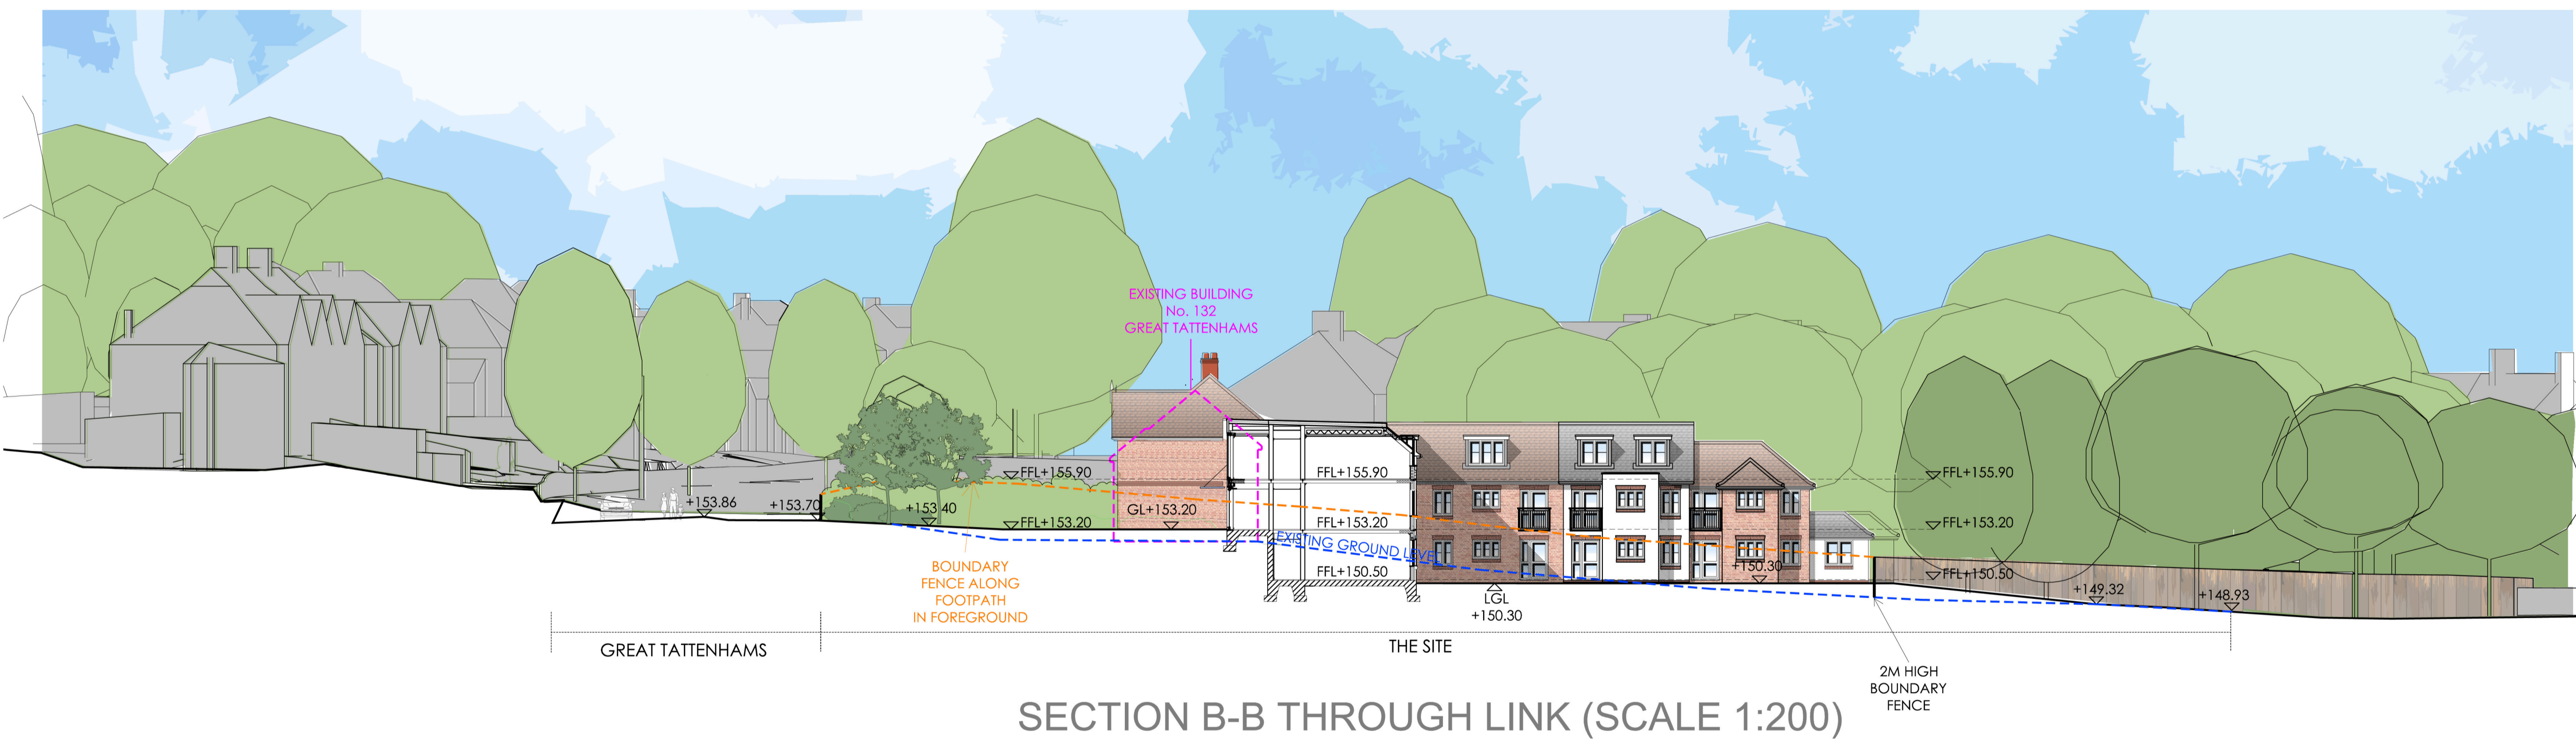 EXISTING BUILDING
No. 132
GREAT TATTENHAMS
FFL+155.90
FFL+155.90
FFL+155.90
+153.86
+153.70
+153.40
GL+153.20
FFL+153.20
FFL+153.20
FFL+153.20
EXISTING GROUND LEVEL
FFL+150.50
+150.30
FFL+150.50
+149.32
+148.93
LGL
+150.30
BOUNDARY
FENCE ALONG
FOOTPATH
IN FOREGROUND
GREAT TATTENHAMS
THE SITE
2M HIGH
BOUNDARY
FENCE
SECTION B-B THROUGH LINK (SCALE 1:200)